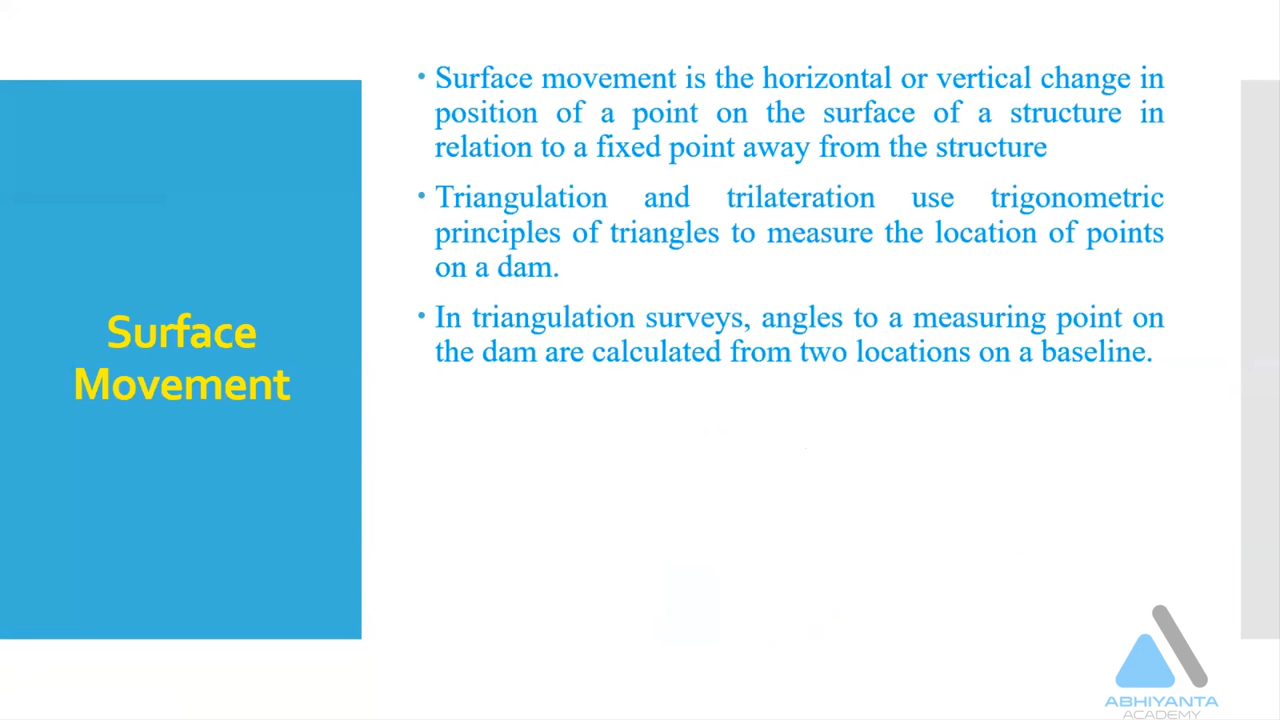 Surface
Movement
• Surface movement is the horizontal or vertical change in
position of a point on the surface of a structure in
relation to a fixed point away from the structure
• Triangulation and trilateration use trigonometric
principles of triangles to measure the location of points
on a dam.
• In triangulation surveys, angles to a measuring point on
the dam are calculated from two locations on a baseline.
ABHIYANTA
ACADEMY